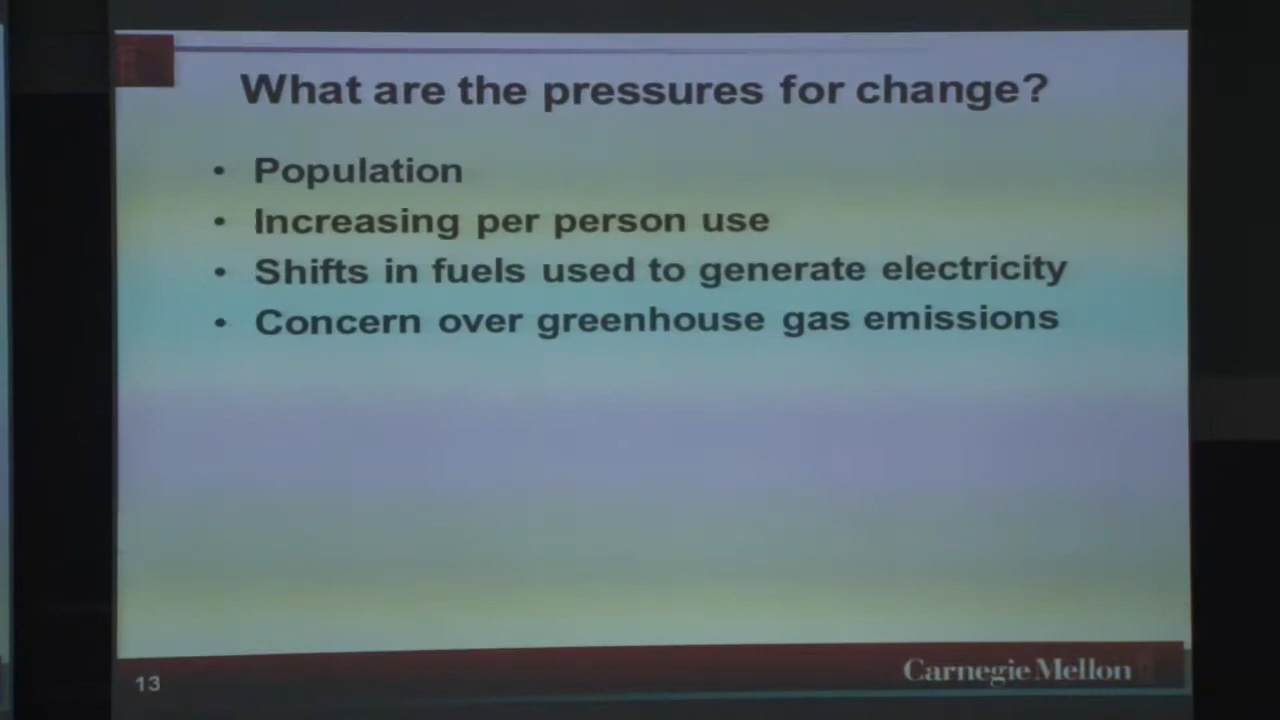 What are the pressures for change?
• Population
• Increasing per person use
• Shifts in fuels used to generate electricity
• Concern over greenhouse gas emissions
13
Carnegie Mellon